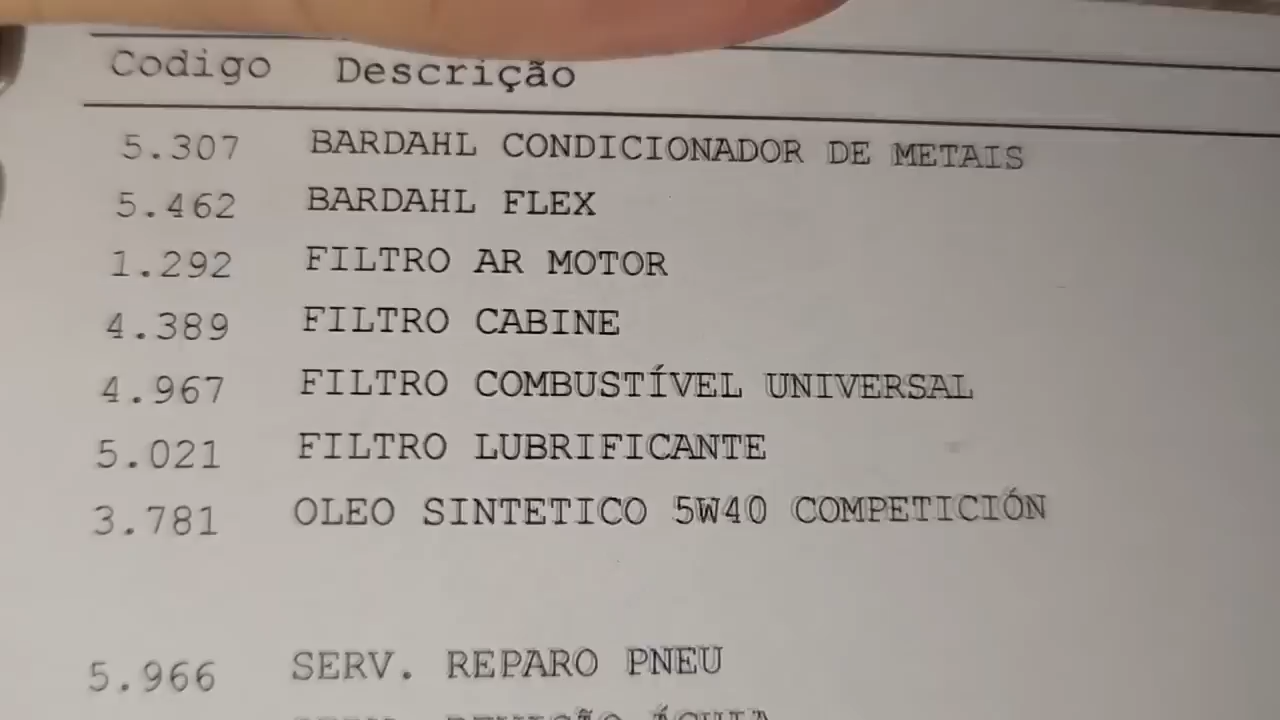 Codigo Descrição
5.307 BARDAHL CONDICIONADOR DE METAIS
5.462 BARDAHL FLEX
1.292 FILTRO AR MOTOR
4.389 FILTRO CABINE
4.967 FILTRO COMBUSTÍVEL UNIVERSAL
5.021 FILTRO LUBRIFICANTE
3.781 OLEO SINTETICO 5W40 COMPETICIÓN
5.966 SERV. REPARO PNEU